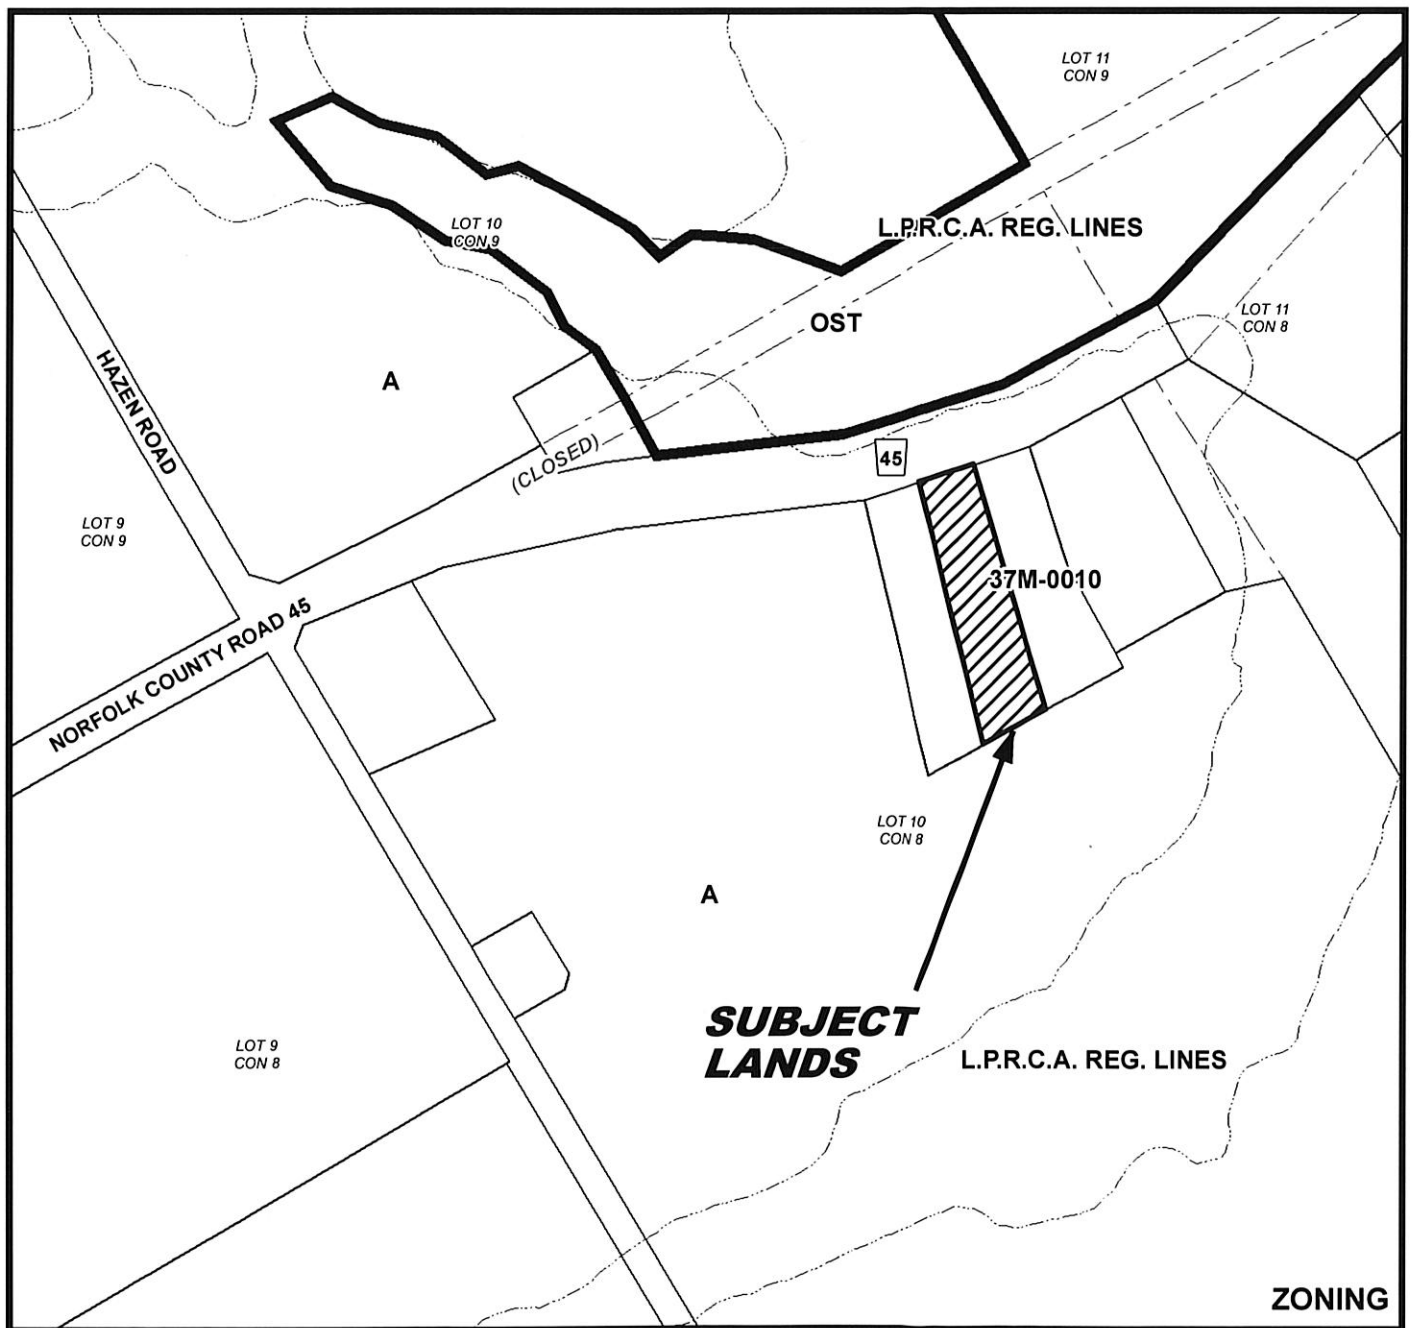 LOT 11
CON 9
LOT 10
CON 9
L.P.R.C.A. REG. LINES
OST
LOT 11
CON 8
A
HAZEN ROAD
(CLOSED)
45
LOT 9
CON 9
37M-0010
NORFOLK COUNTY ROAD 45
LOT 10
CON 8
A
SUBJECT
LANDS
LOT 9
CON 8
L.P.R.C.A. REG. LINES
ZONING